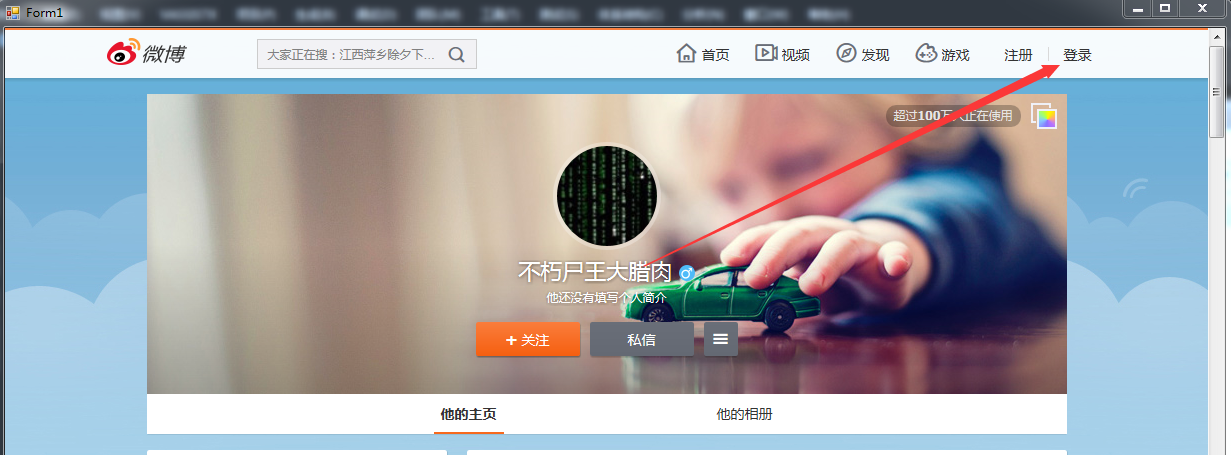 Form1
微博
大家正在搜：江西萍乡除夕下...
首页
视频
发现
游戏
注册
登录
超过100万人正在使用
不朽尸王大腊肉
他还没有填写个人简介
+ 关注
私信
他的主页
他的相册